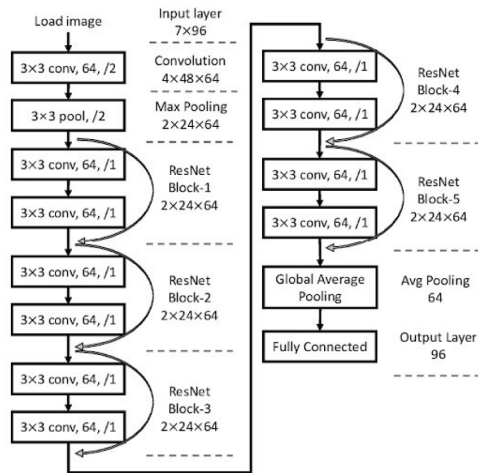 Load image
Input layer
7×96
3×3 conv, 64, /2
Convolution
4×48×64
3×3 pool, /2
Max Pooling
2×24×64
3×3 conv, 64, /1
3×3 conv, 64, /1
ResNet
Block-1
2×24×64
3×3 conv, 64, /1
3×3 conv, 64, /1
ResNet
Block-2
2×24×64
3×3 conv, 64, /1
3×3 conv, 64, /1
ResNet
Block-3
2×24×64
3×3 conv, 64, /1
3×3 conv, 64, /1
ResNet
Block-4
2×24×64
3×3 conv, 64, /1
3×3 conv, 64, /1
ResNet
Block-5
2×24×64
Global Average
Pooling
Avg Pooling
64
Fully Connected
Output Layer
96